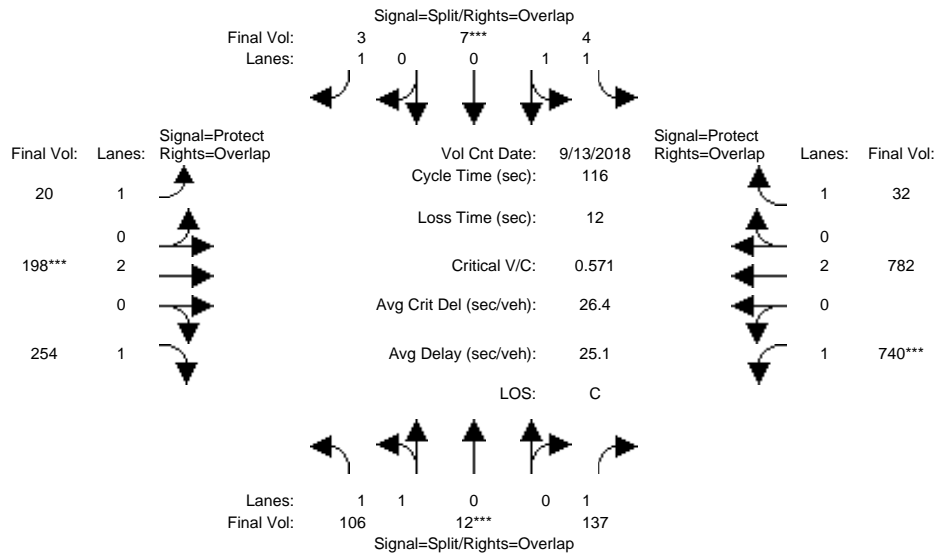 Signal=Split/Rights=Overlap
Final Vol: 3 7*** 4
Lanes: 1 0 0 1 1
Signal=Protect
Final Vol: Lanes: Rights=Overlap
Vol Cnt Date: 9/13/2018
Signal=Protect
Rights=Overlap Lanes: Final Vol:
Cycle Time (sec): 116
20 1
1 32
Loss Time (sec): 12
0
0
198*** 2
Critical V/C: 0.571
2 782
0
Avg Crit Del (sec/veh): 26.4
0
254 1
Avg Delay (sec/veh): 25.1
1 740***
LOS: C
Lanes: 1 1 0 0 1
Final Vol: 106 12*** 137
Signal=Split/Rights=Overlap